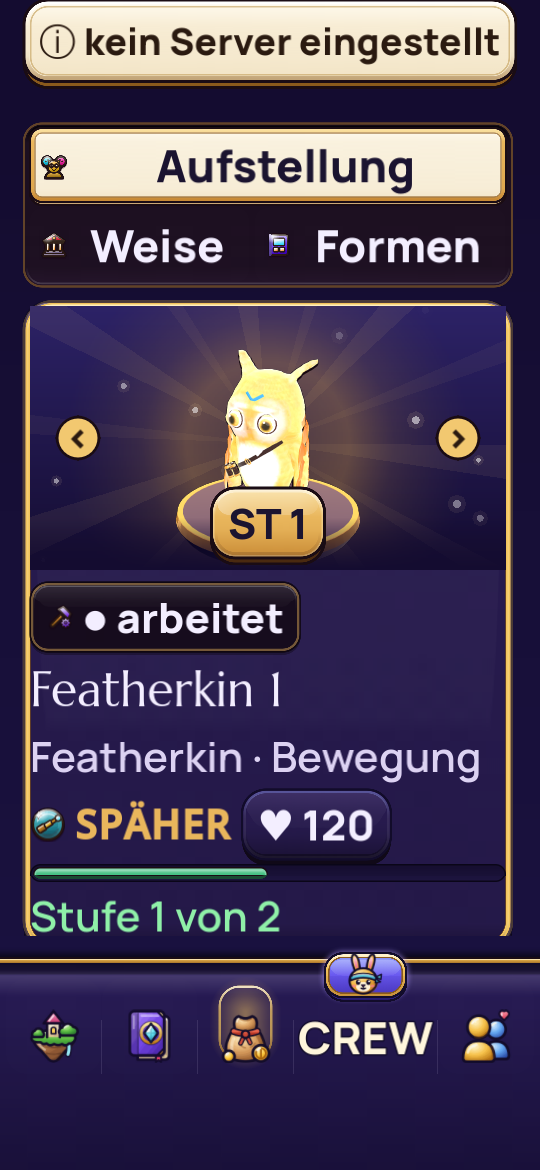 ⓘ kein Server eingestellt
Aufstellung
Weise
Formen
ST 1
● arbeitet
Featherkin 1
Featherkin · Bewegung
SPÄHER ♥ 120
Stufe 1 von 2
CREW